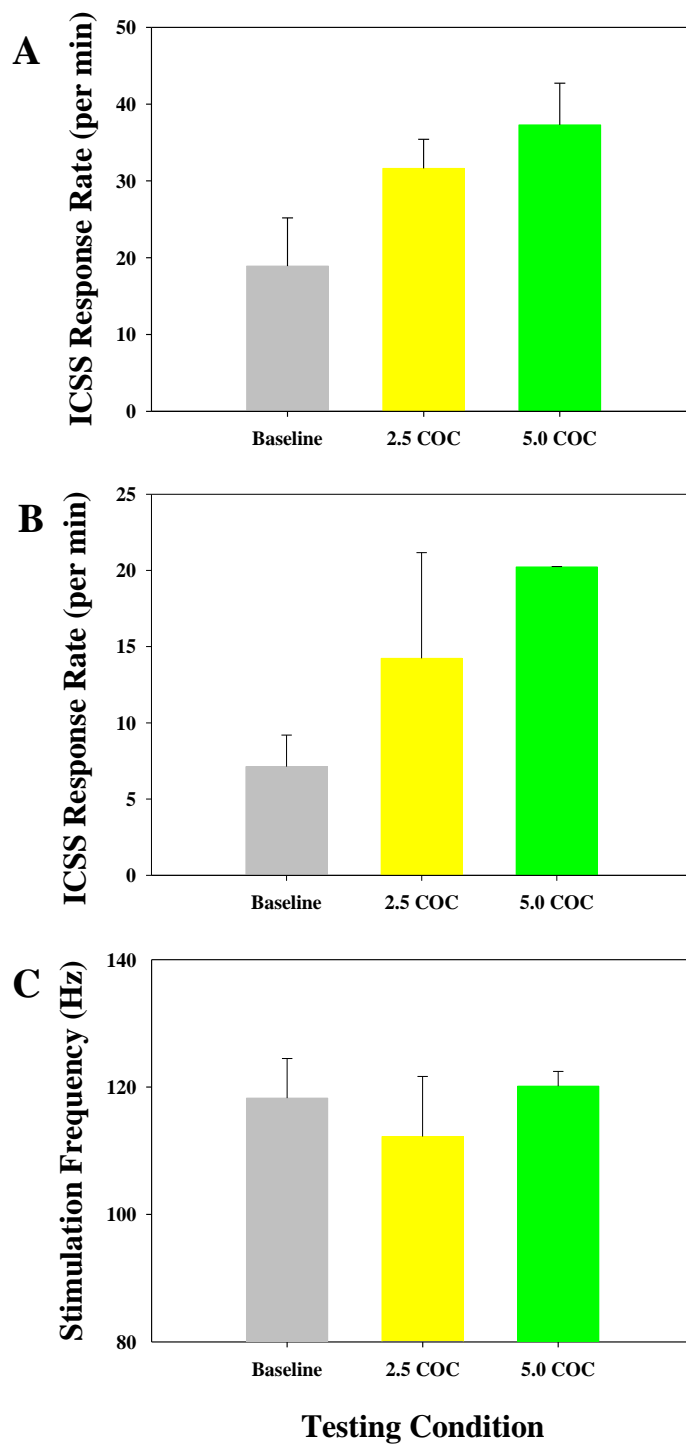 A
ICSS Response Rate (per min)
50
40
30
20
10
0
Baseline 2.5 COC 5.0 COC
B
ICSS Response Rate (per min)
25
20
15
10
5
0
Baseline 2.5 COC 5.0 COC
C
Stimulation Frequency (Hz)
140
120
100
80
Baseline 2.5 COC 5.0 COC
Testing Condition